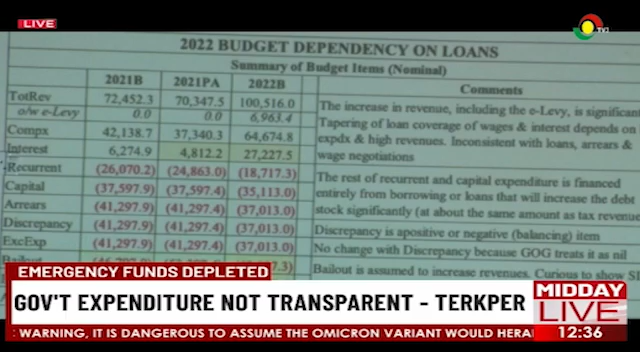 LIVE
TV3
2022 BUDGET DEPENDENCY ON LOANS
Summary of Budget Items (Nominal)
2021B 2021PA 2022B Comments
TotRev 72,452.3 70,347.5 100,516.0 The increase in revenue, including the e-Levy, is significan
o/w e-Levy 0.0 0.0 6,963.4 Tapering of loan coverage of wages & interest depends on
Compx 42,138.7 37,340.3 64,674.8 expdx & high revenues. Inconsistent with loans, arrears &
Interest 6,274.9 4,812.2 27,227.5 wage negotiations
Recurrent (26,070.2) (24,863.0) (18,717.3) The rest of recurrent and capital expenditure is financed
Capital (37,597.9) (37,597.4) (35,113.0) entirely from borrowing or loans that will increase the debt
Arrears (41,297.9) (41,297.4) (37,013.0) stock significantly (at about the same amount as tax revenue
Discrepancy (41,297.9) (41,297.4) (37,013.0) Discrepancy is apositive or negative (balancing) item
ExcExp (41,297.9) (41,297.4) (37,013.0) No change with Discrepancy because GOG treats it as nil
Bailout 7.3) Bailout is assumed to increase revenues. Curious to show
EMERGENCY FUNDS DEPLETED
GOV'T EXPENDITURE NOT TRANSPARENT - TERKPER
MIDDAY
LIVE
: WARNING, IT IS DANGEROUS TO ASSUME THE OMICRON VARIANT WOULD HERA
12:36